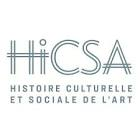 HiCSA
HISTOIRE CULTURELLE
ET SOCIALE DE L'ART